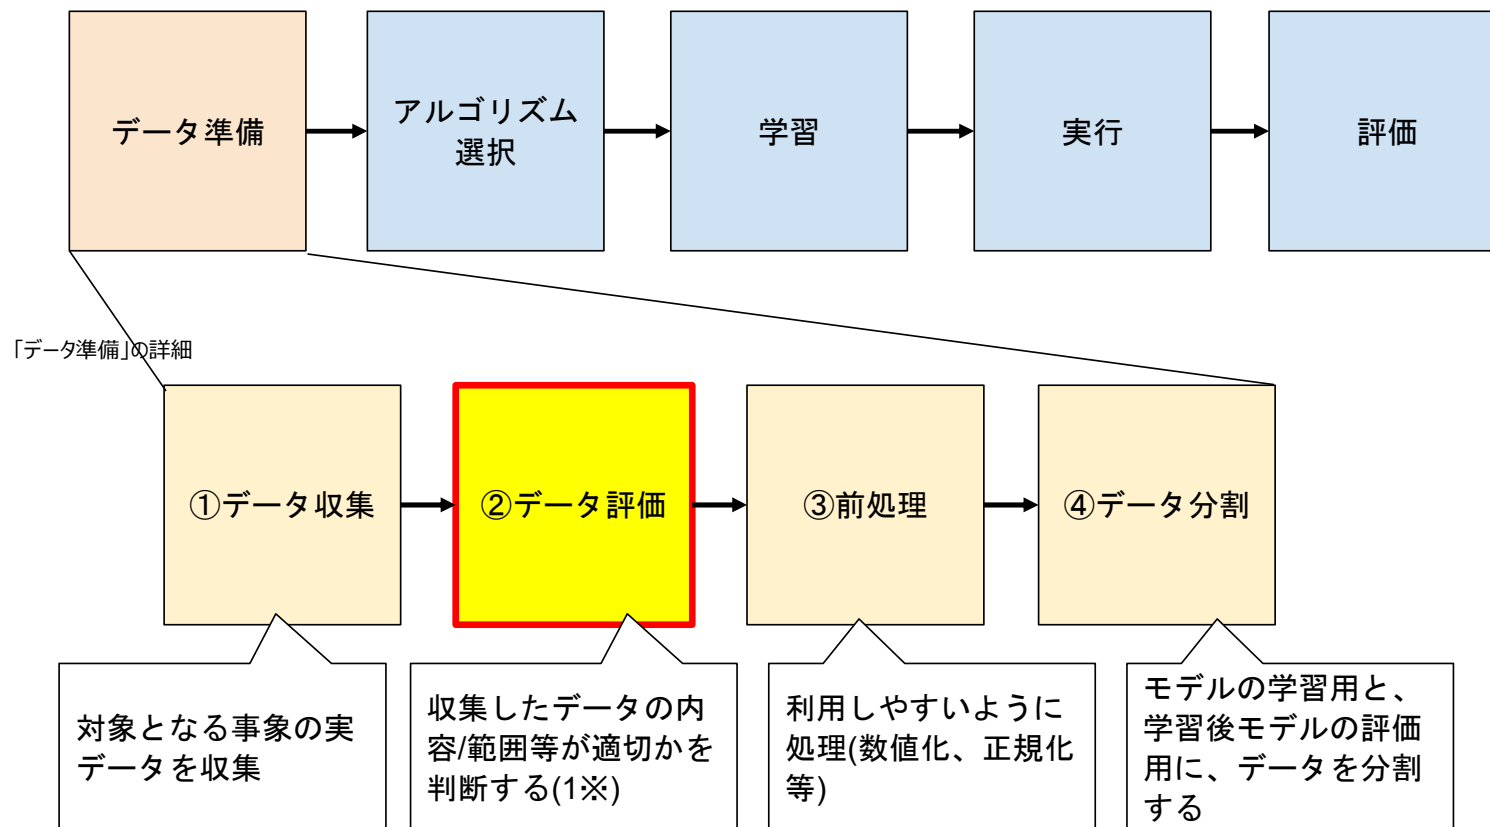 データ準備
アルゴリズム
選択
学習
実行
評価
「データ準備」の詳細
①データ収集
②データ評価
③前処理
④データ分割
対象となる事象の実
データを収集
収集したデータの内
容/範囲等が適切かを
判断する(1※)
利用しやすいように
処理(数値化、正規化
等)
モデルの学習用と、
学習後モデルの評価
用に、データを分割
する